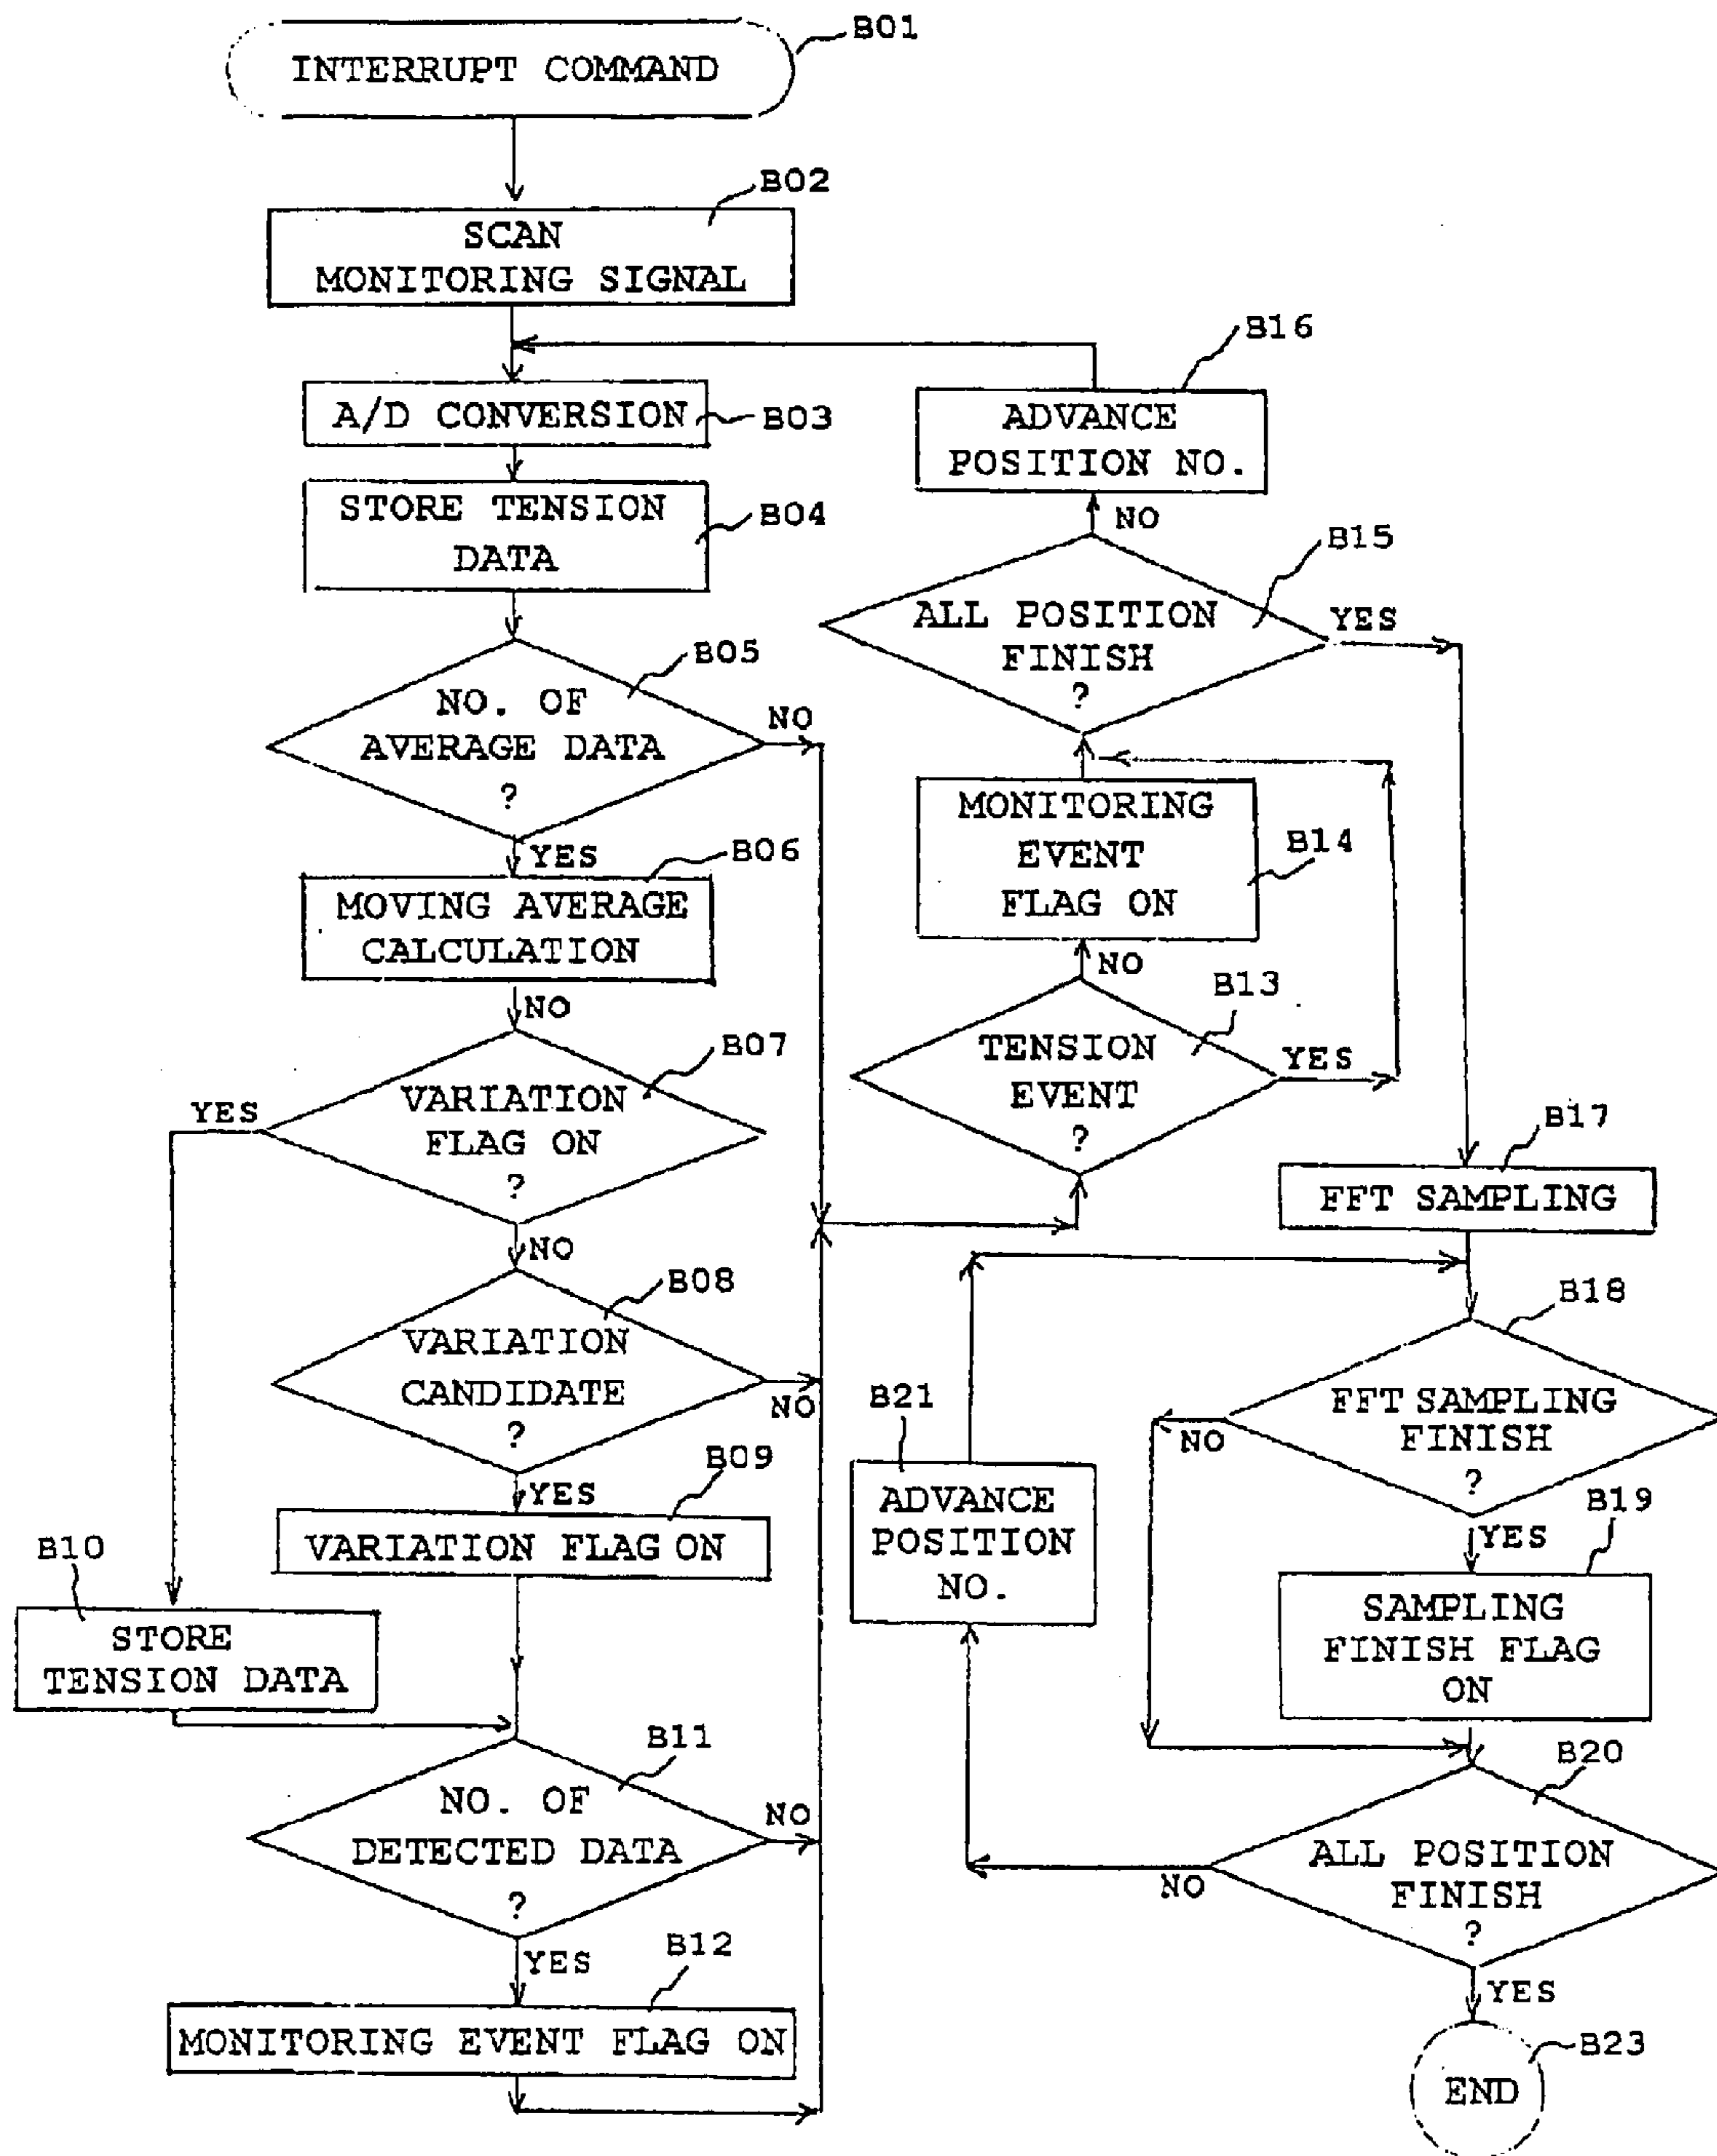 B01
INTERRUPT COMMAND
B02
SCAN
MONITORING SIGNAL
A/D CONVERSION
B03
STORE TENSION
DATA
B04
B05
NO. OF
AVERAGE DATA
?
NO
YES
B06
MOVING AVERAGE
CALCULATION
NO
B07
YES
VARIATION
FLAG ON
?
NO
B08
VARIATION
CANDIDATE
?
NO
YES
B09
VARIATION FLAG ON
B10
STORE
TENSION DATA
B11
NO. OF
DETECTED DATA
?
NO
YES
B12
MONITORING EVENT FLAG ON
B16
ADVANCE
POSITION NO.
NO
B15
ALL POSITION
FINISH
?
YES
MONITORING
EVENT
FLAG ON
B14
NO
B13
TENSION
EVENT
?
YES
B17
FFT SAMPLING
B18
FFT SAMPLING
FINISH
?
NO
YES
B19
SAMPLING
FINISH FLAG
ON
B21
ADVANCE
POSITION
NO.
B20
ALL POSITION
FINISH
?
NO
YES
B23
END